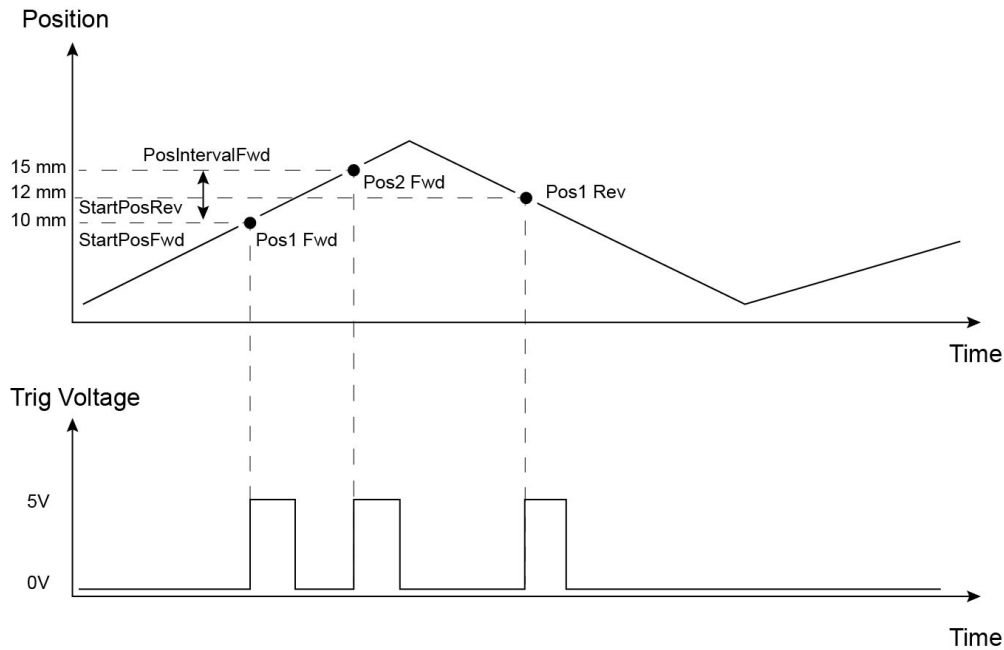 Position
15 mm
PosIntervalFwd
Pos2 Fwd
12 mm
Pos1 Rev
StartPosRev
10 mm
StartPosFwd
Pos1 Fwd
Time
Trig Voltage
5V
0V
Time